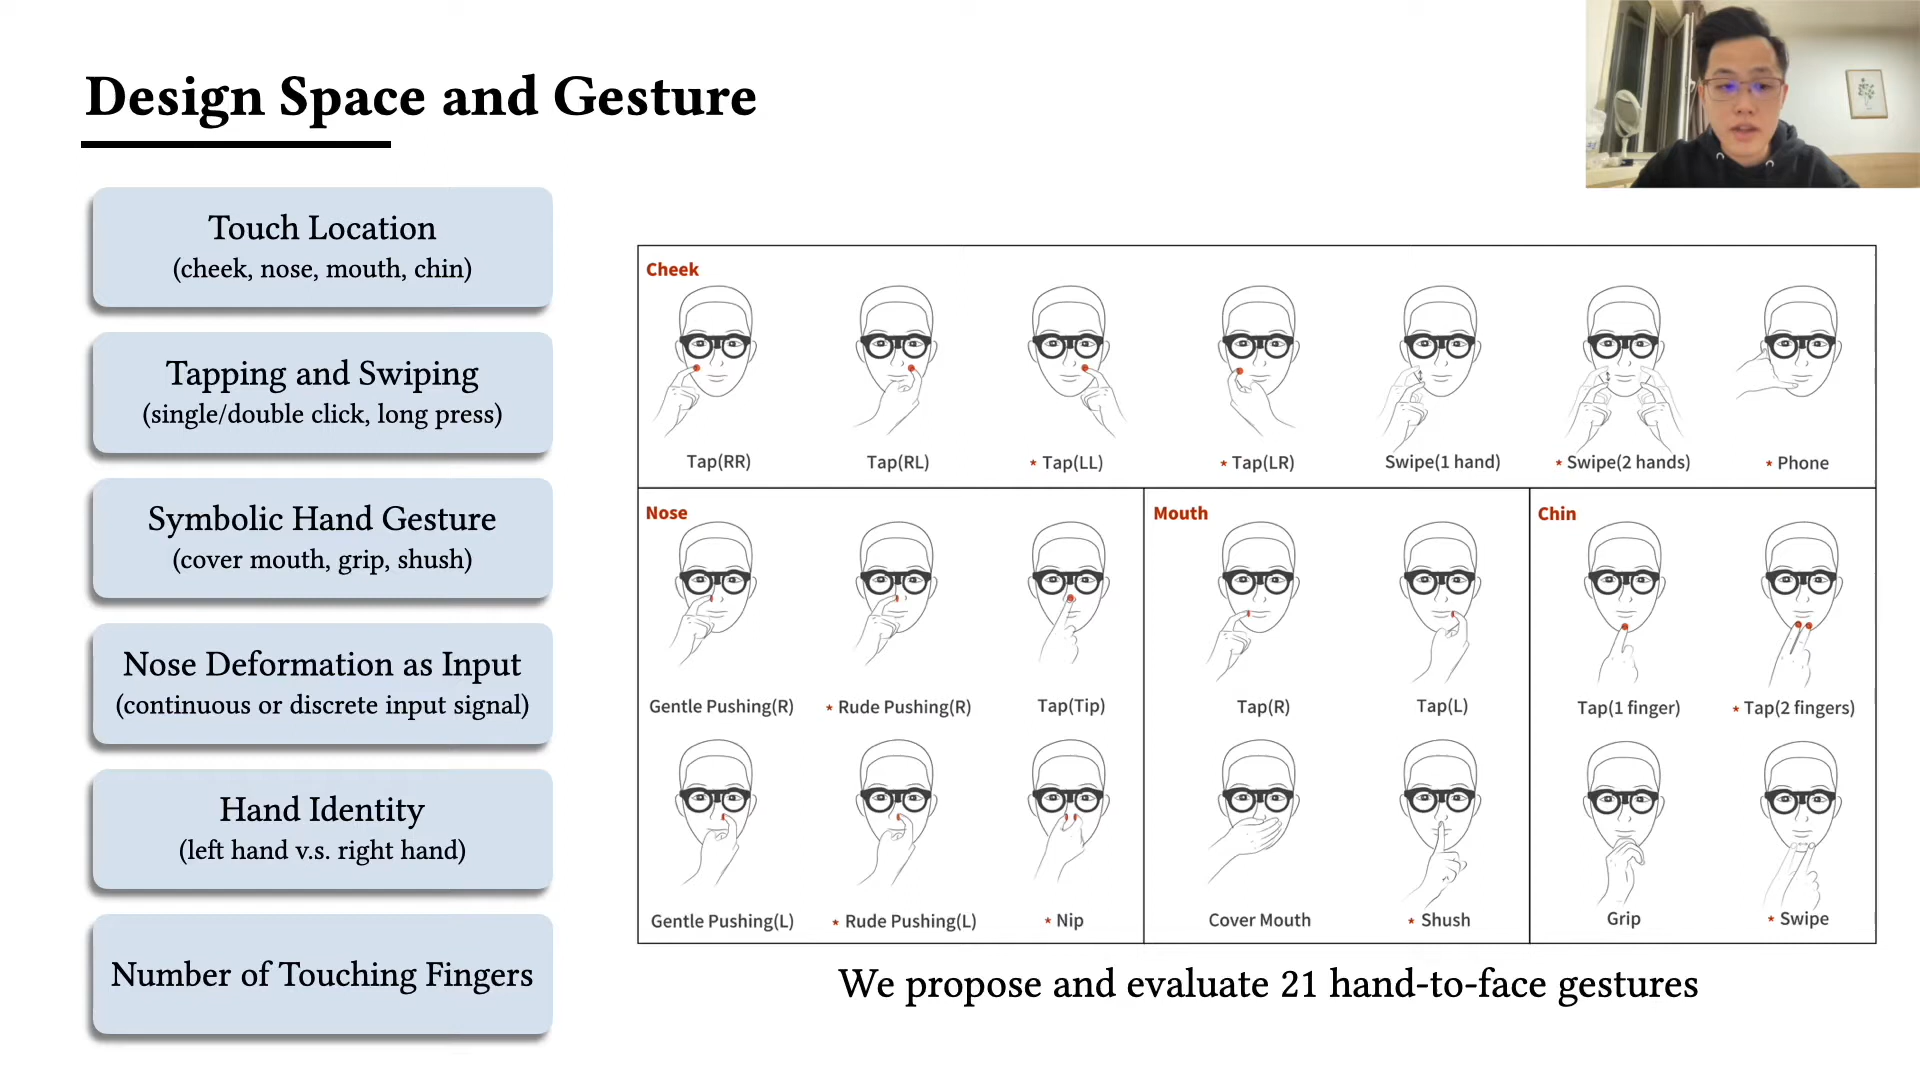 Design Space and Gesture
Touch Location
(cheek, nose, mouth, chin)
Tapping and Swiping
(single/double click, long press)
Symbolic Hand Gesture
(cover mouth, grip, shush)
Nose Deformation as Input
(continuous or discrete input signal)
Hand Identity
(left hand v.s. right hand)
Number of Touching Fingers
Cheek
Tap(RR) Tap(RL) * Tap(LL) * Tap(LR) Swipe(1 hand) * Swipe(2 hands) * Phone
Nose
Gentle Pushing(R) * Rude Pushing(R) Tap(Tip)
Gentle Pushing(L) * Rude Pushing(L) * Nip
Mouth
Tap(R) Tap(L)
Cover Mouth * Shush
Chin
Tap(1 finger) * Tap(2 fingers)
Grip * Swipe
We propose and evaluate 21 hand-to-face gestures